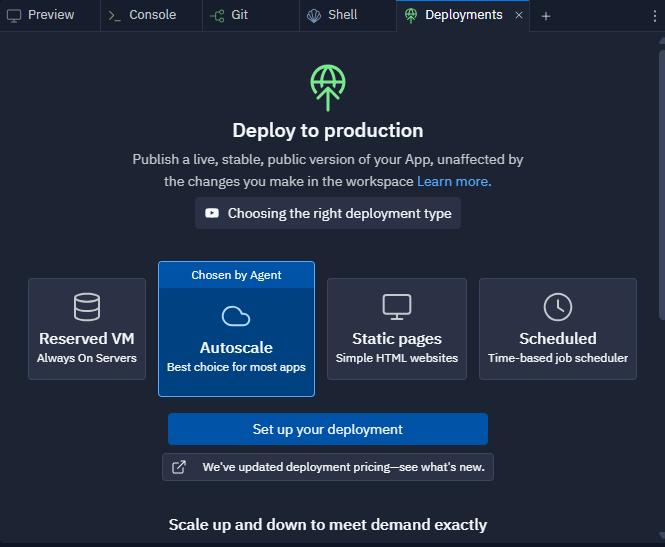 Preview
Console
Git
Shell
Deployments
Deploy to production
Publish a live, stable, public version of your App, unaffected by
the changes you make in the workspace Learn more.
Choosing the right deployment type
Chosen by Agent
Reserved VM
Always On Servers
Autoscale
Best choice for most apps
Static pages
Simple HTML websites
Scheduled
Time-based job scheduler
Set up your deployment
We've updated deployment pricing—see what's new.
Scale up and down to meet demand exactly